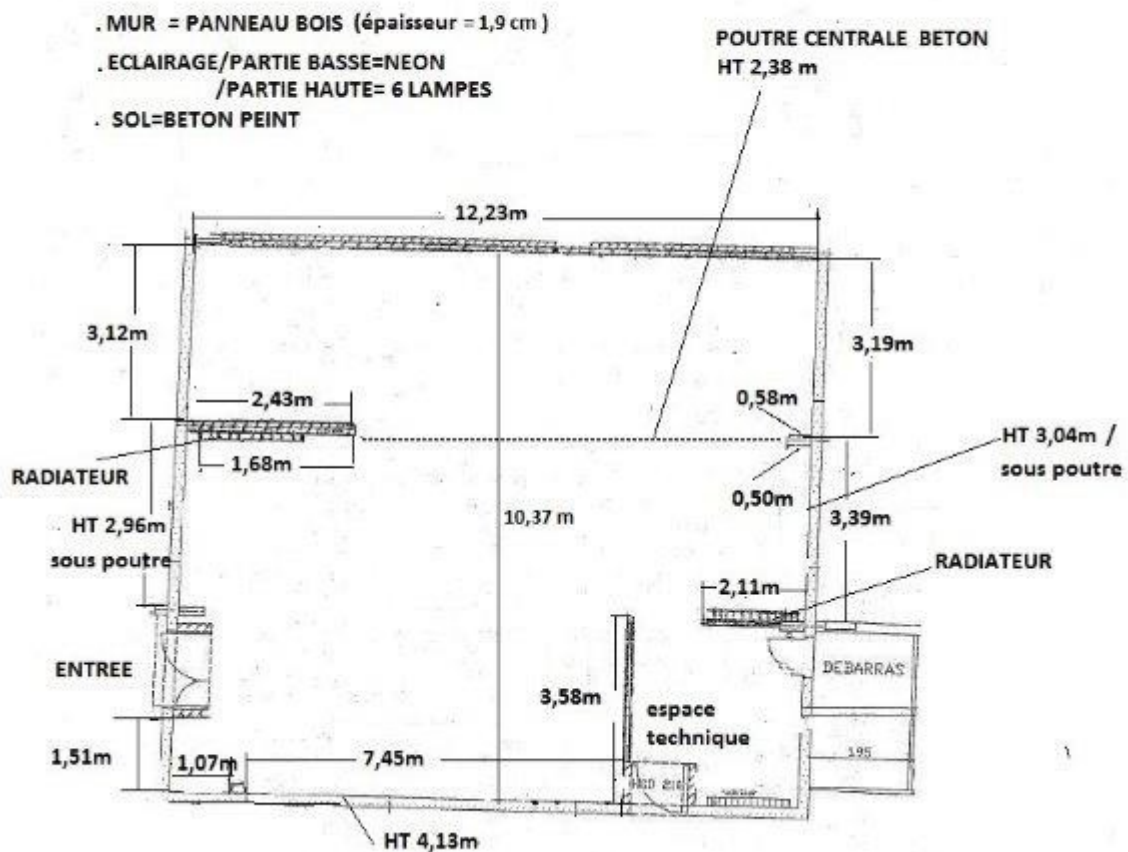 . MUR = PANNEAU BOIS (épaisseur = 1,9 cm )
. ECLAIRAGE/PARTIE BASSE=NEON
/PARTIE HAUTE= 6 LAMPES
. SOL=BETON PEINT
POUTRE CENTRALE BETON
HT 2,38 m
12,23m
3,12m
3,19m
2,43m
0,58m
1,68m
RADIATEUR
HT 3,04m /
sous poutre
0,50m
10,37 m
3,39m
HT 2,96m
sous poutre
2,11m
RADIATEUR
ENTREE
DEBARRAS
3,58m
espace
technique
1,51m
1,07m
7,45m
195
HT 4,13m